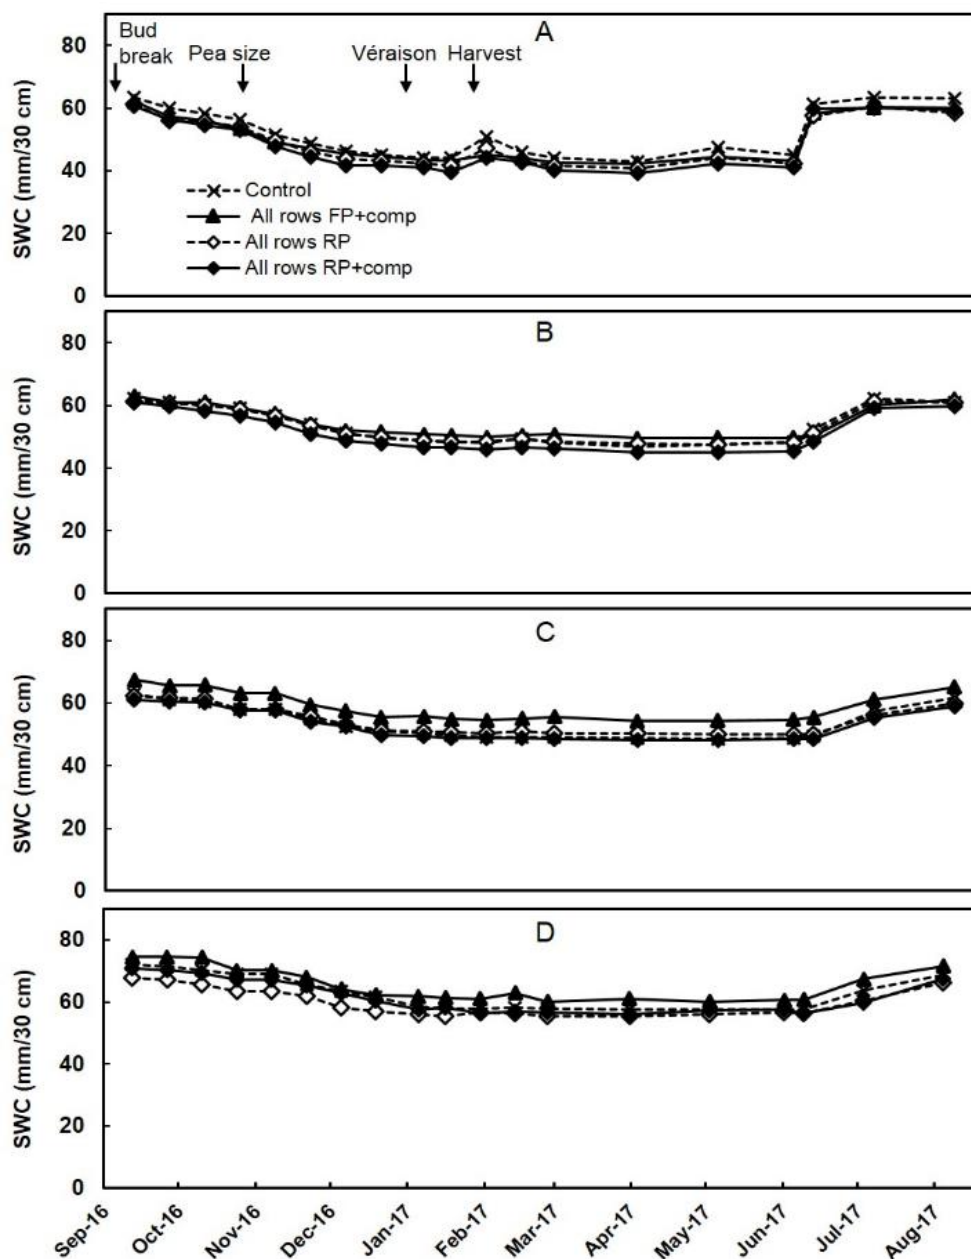 A
Bud
break
Pea size
Véraison
Harvest
80
60
40
20
0
SWC (mm/30 cm)
Control
All rows FP+comp
All rows RP
All rows RP+comp
B
80
60
40
20
0
SWC (mm/30 cm)
C
80
60
40
20
0
SWC (mm/30 cm)
D
80
60
40
20
0
SWC (mm/30 cm)
Sep-16
Oct-16
Nov-16
Dec-16
Jan-17
Feb-17
Mar-17
Apr-17
May-17
Jun-17
Jul-17
Aug-17